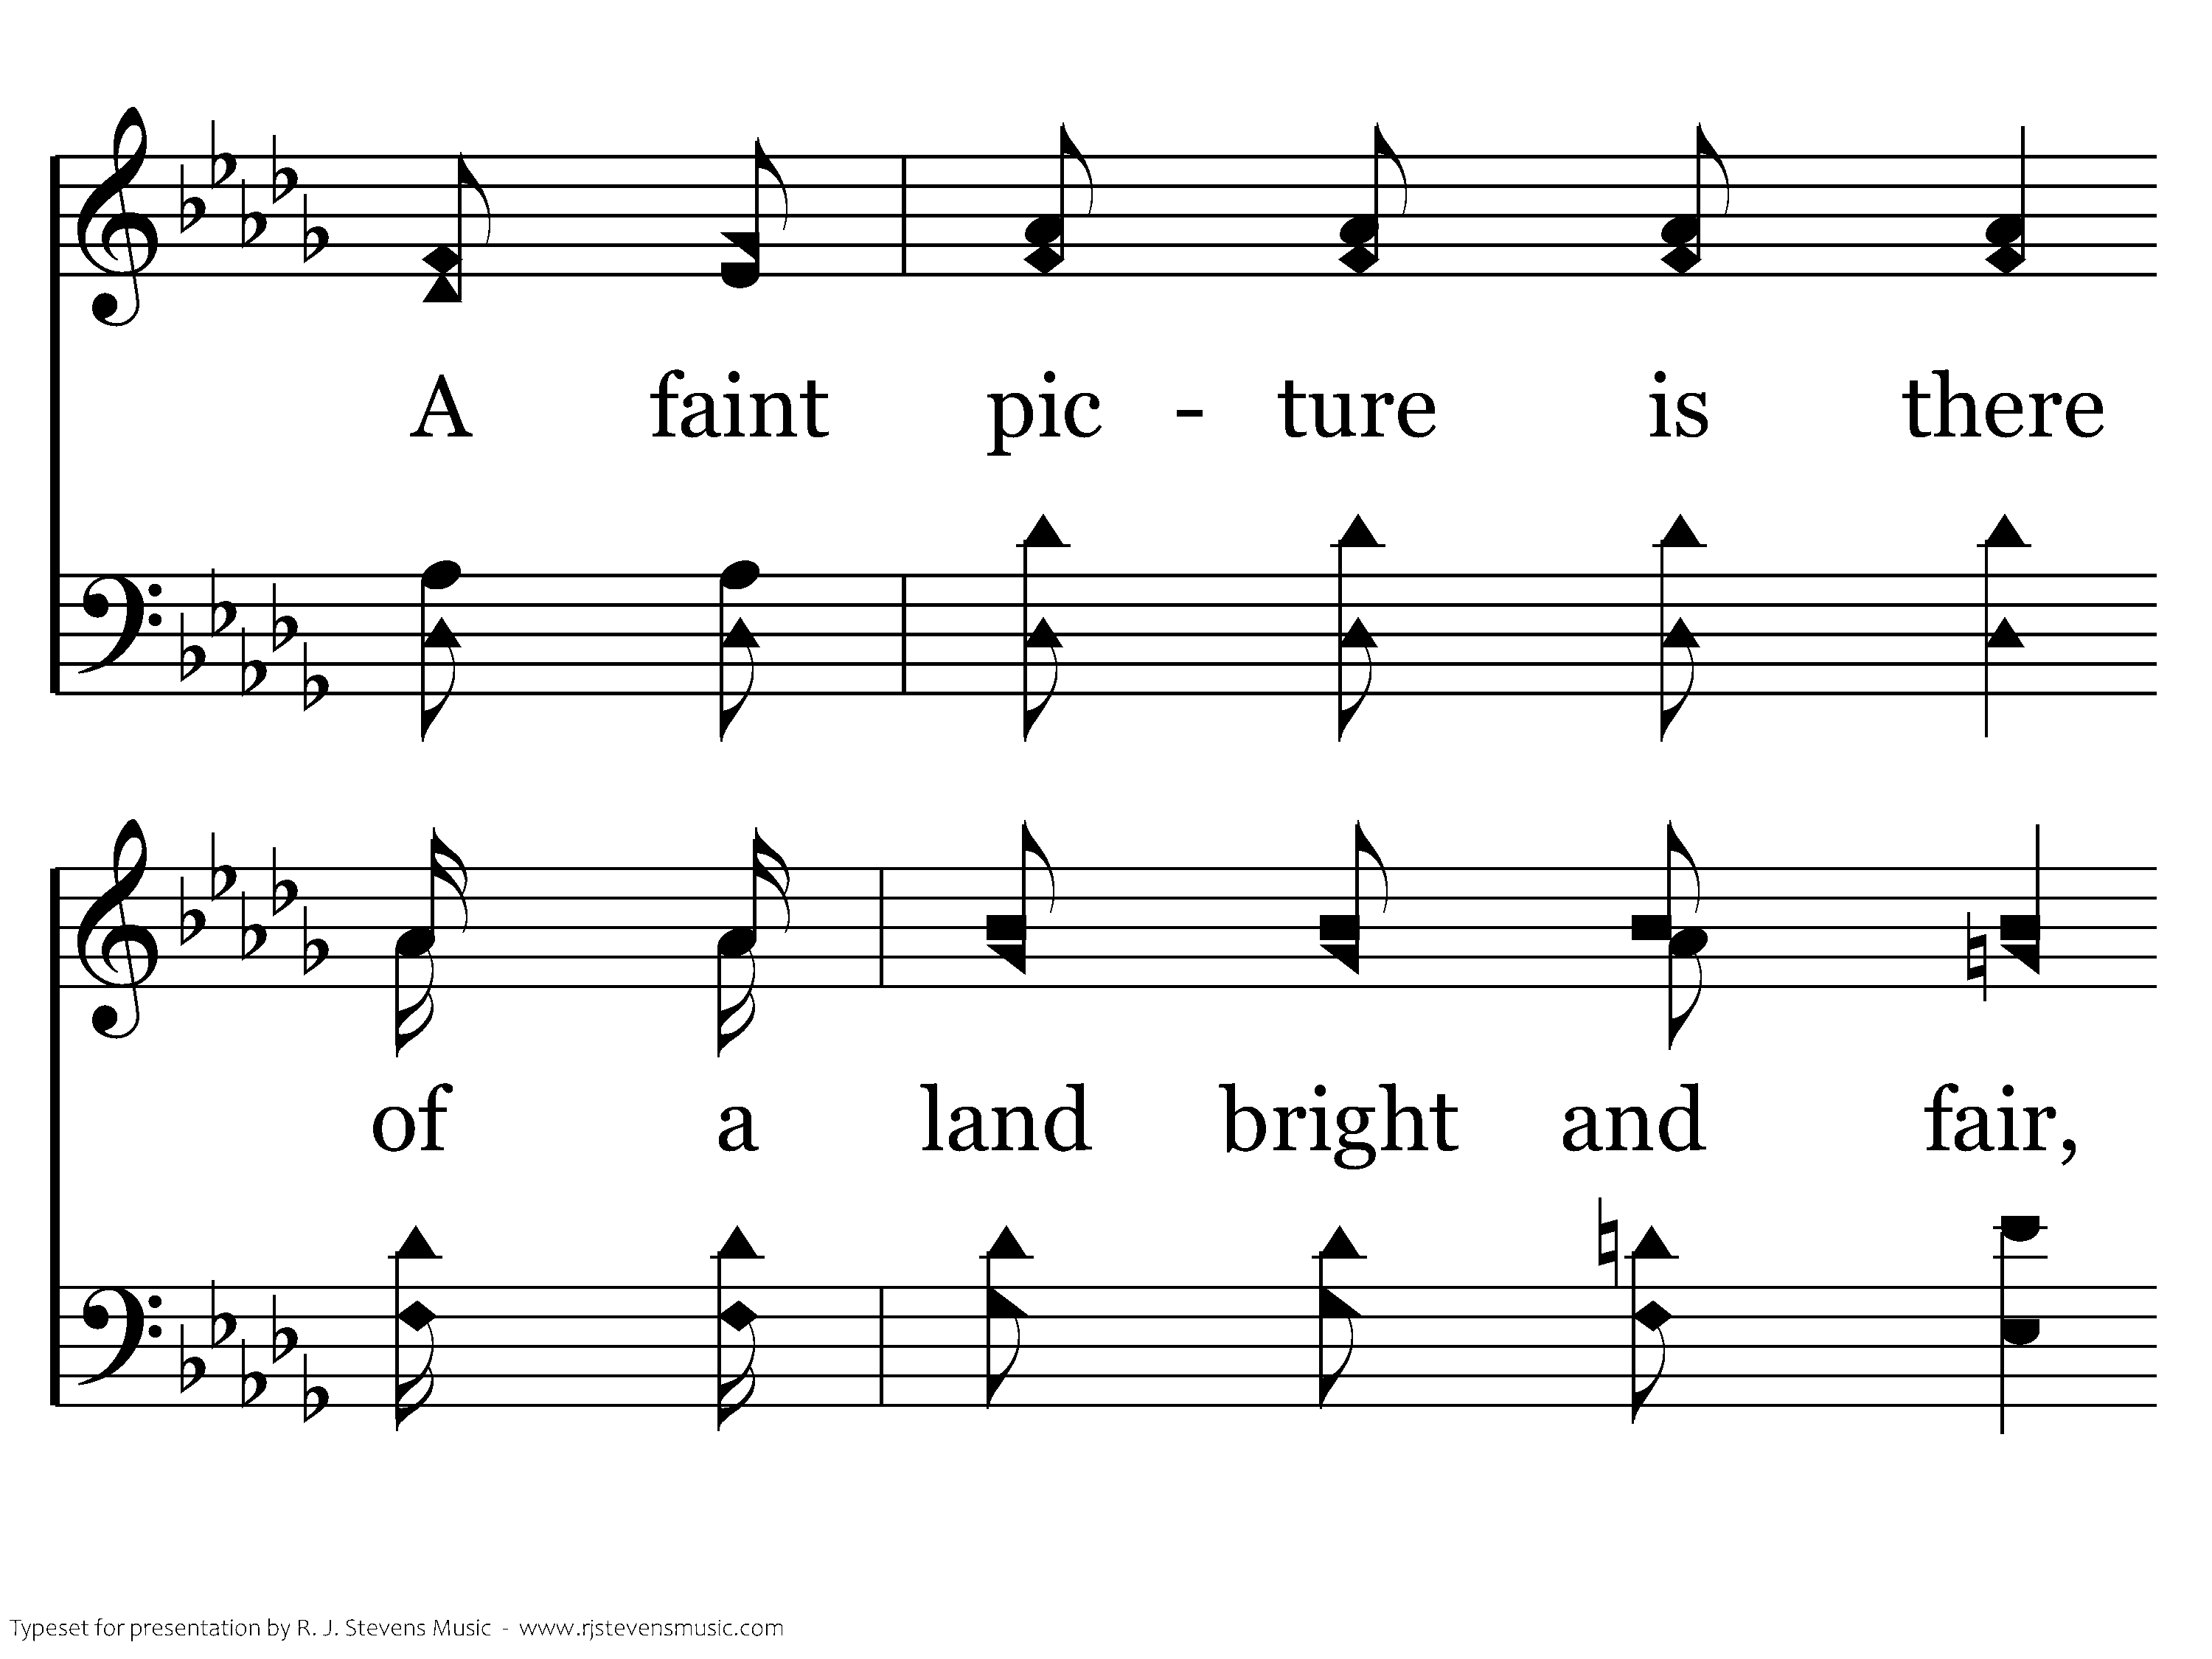 A faint pic - ture is there
of a land bright and fair,
Typeset for presentation by R. J. Stevens Music - www.rjstevensmusic.com